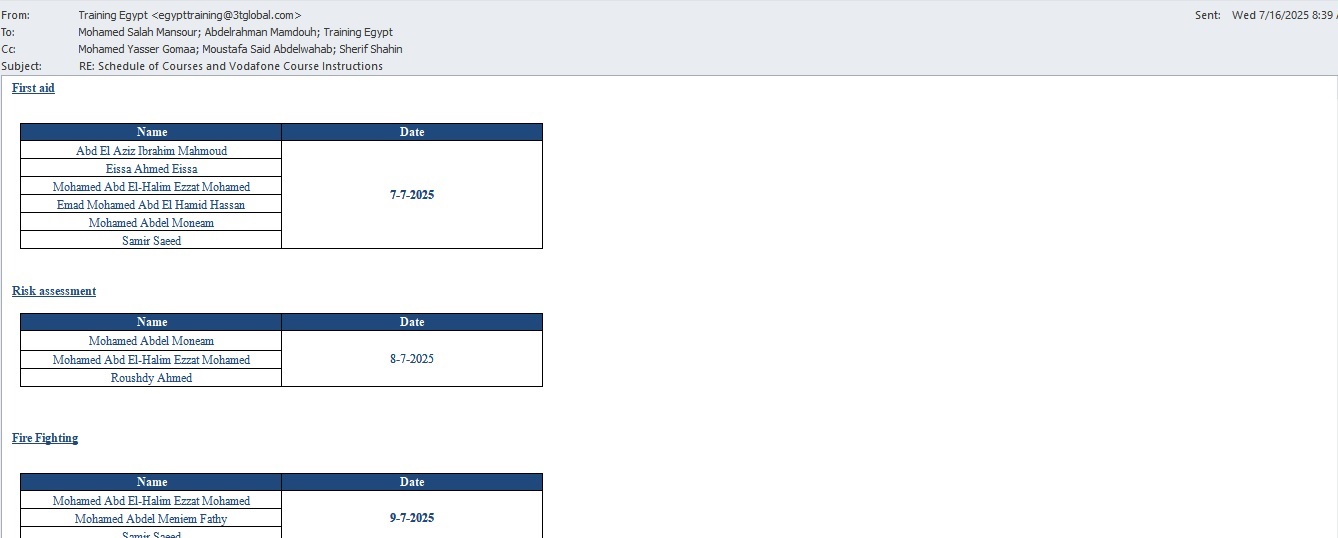 From: Training Egypt <egypttraining@3tglobal.com> Sent: Wed 7/16/2025 8:39
To: Mohamed Salah Mansour; Abdelrahman Mamdouh; Training Egypt
Cc: Mohamed Yasser Gomaa; Moustafa Said Abdelwahab; Sherif Shahin
Subject: RE: Schedule of Courses and Vodafone Course Instructions
First aid
Name Date
Abd El Aziz Ibrahim Mahmoud
Eissa Ahmed Eissa
Mohamed Abd El-Halim Ezzat Mohamed
7-7-2025
Emad Mohamed Abd El Hamid Hassan
Mohamed Abdel Moneam
Samir Saeed
Risk assessment
Name Date
Mohamed Abdel Moneam
Mohamed Abd El-Halim Ezzat Mohamed 8-7-2025
Roushdy Ahmed
Fire Fighting
Name Date
Mohamed Abd El-Halim Ezzat Mohamed
Mohamed Abdel Meniem Fathy 9-7-2025
Samir Saeed